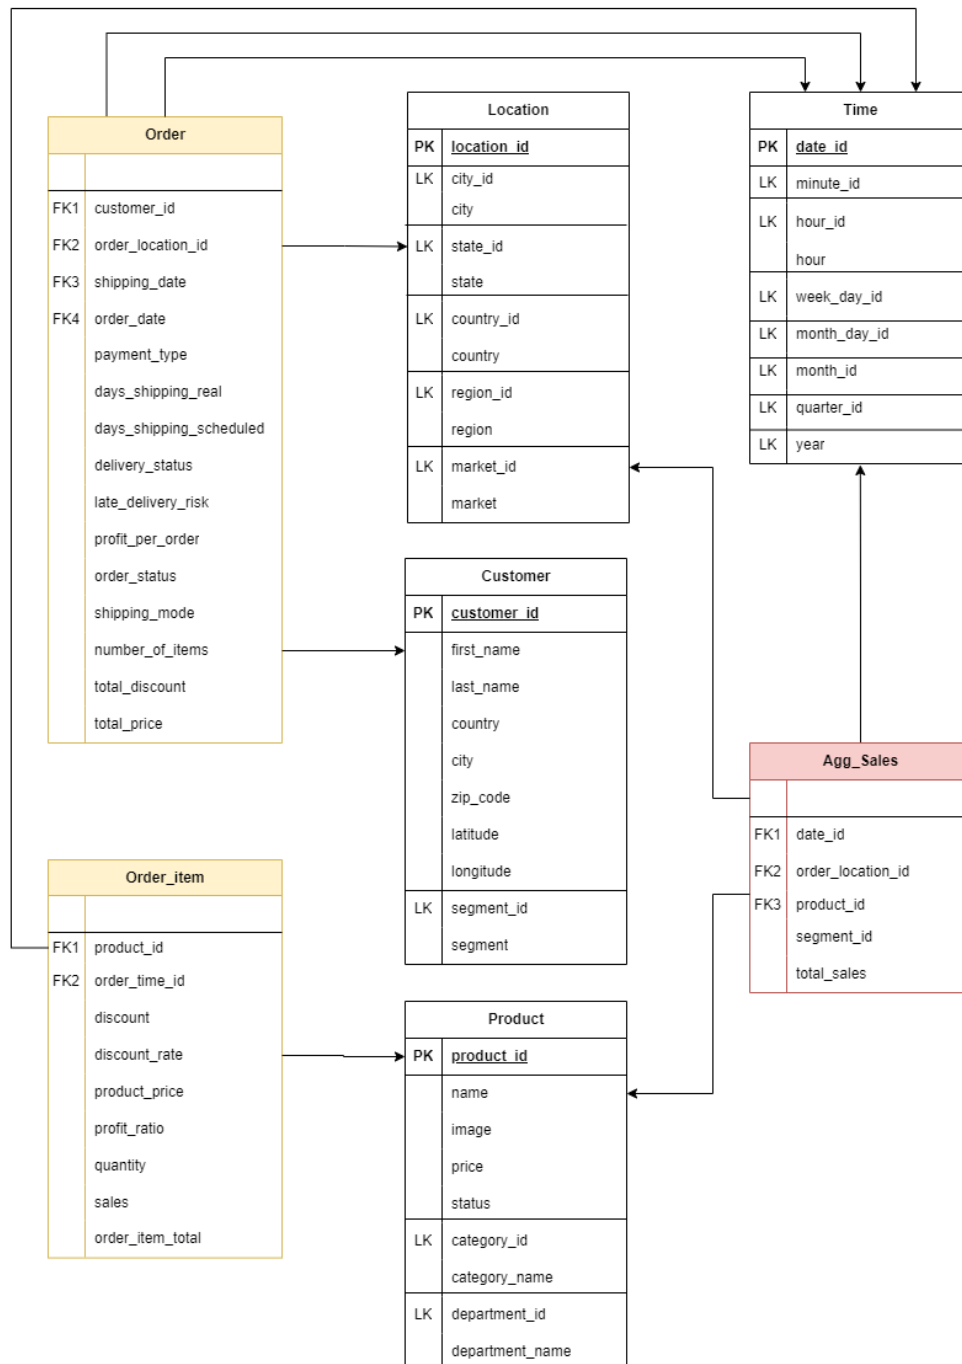 Order
FK1 customer_id
FK2 order_location_id
FK3 shipping_date
FK4 order_date
payment_type
days_shipping_real
days_shipping_scheduled
delivery_status
late_delivery_risk
profit_per_order
order_status
shipping_mode
number_of_items
total_discount
total_price
Order_item
FK1 product_id
FK2 order_time_id
discount
discount_rate
product_price
profit_ratio
quantity
sales
order_item_total
Location
PK location_id
LK city_id
city
LK state_id
state
LK country_id
country
LK region_id
region
LK market_id
market
Customer
PK customer_id
first_name
last_name
country
city
zip_code
latitude
longitude
LK segment_id
segment
Product
PK product_id
name
image
price
status
LK category_id
category_name
LK department_id
department_name
Time
PK date_id
LK minute_id
LK hour_id
hour
LK week_day_id
LK month_day_id
LK month_id
LK quarter_id
LK year
Agg_Sales
FK1 date_id
FK2 order_location_id
FK3 product_id
segment_id
total_sales